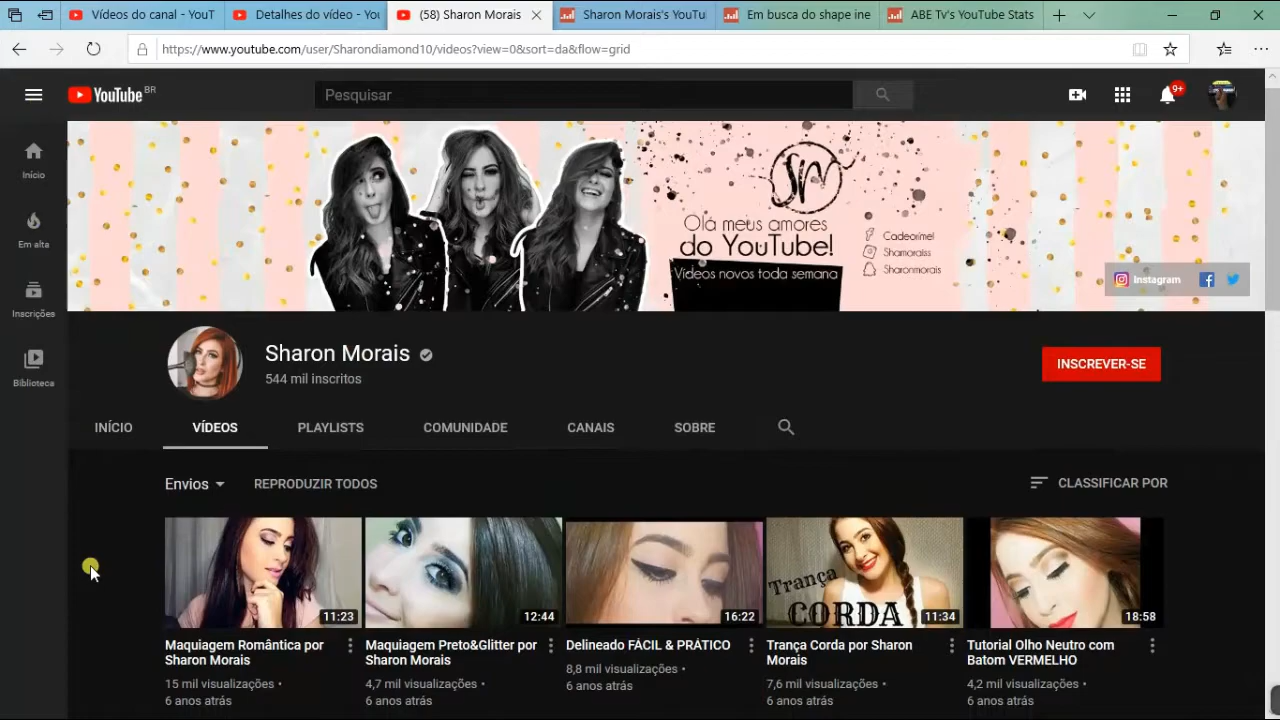 Vídeos do canal - YouT
Detalhes do vídeo - You
(58) Sharon Morais
Sharon Morais's YouTu
Em busca do shape ine
ABE Tv's YouTube Stats
https://www.youtube.com/user/Sharondiamond10/videos?view=0&sort=da&flow=grid
YouTube BR
Pesquisar
9+
Início
Em alta
Inscrições
Biblioteca
SM
Olá meus amores
do YouTube!
Vídeos novos toda semana
Cadeorimel
Shamoraiss
Sharonmorais
Instagram
Sharon Morais
544 mil inscritos
INSCREVER-SE
INÍCIO
VÍDEOS
PLAYLISTS
COMUNIDADE
CANAIS
SOBRE
Envios
REPRODUZIR TODOS
CLASSIFICAR POR
11:23
Maquiagem Romântica por
Sharon Morais
15 mil visualizações •
6 anos atrás
12:44
Maquiagem Preto&Glitter por
Sharon Morais
4,7 mil visualizações •
6 anos atrás
16:22
Delineado FÁCIL & PRÁTICO
8,8 mil visualizações •
6 anos atrás
Trança
CORDA
11:34
Trança Corda por Sharon
Morais
7,6 mil visualizações •
6 anos atrás
18:58
Tutorial Olho Neutro com
Batom VERMELHO
4,2 mil visualizações •
6 anos atrás